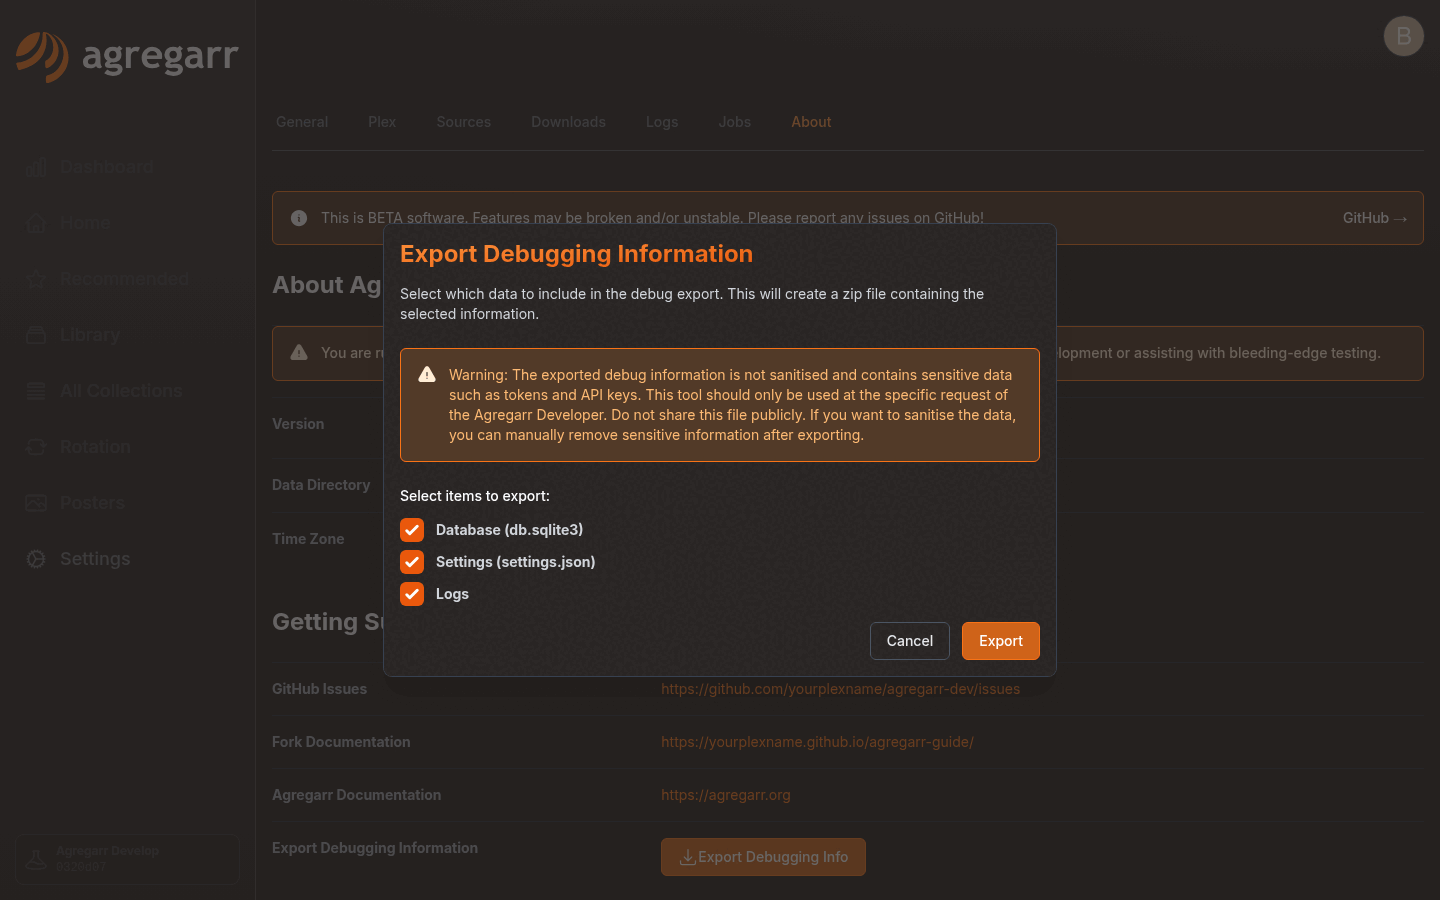 agregarr
B
General Plex Sources Downloads Logs Jobs About
Dashboard
Home
Recommended
Library
All Collections
Rotation
Posters
Settings
This is BETA software. Features may be broken and/or unstable. Please report any issues on GitHub!
GitHub →
Export Debugging Information
Select which data to include in the debug export. This will create a zip file containing the
selected information.
Warning: The exported debug information is not sanitised and contains sensitive data
such as tokens and API keys. This tool should only be used at the specific request of
the Agregarr Developer. Do not share this file publicly. If you want to sanitise the data,
you can manually remove sensitive information after exporting.
Select items to export:
Database (db.sqlite3)
Settings (settings.json)
Logs
Cancel Export
About Ag
You are r
lopment or assisting with bleeding-edge testing.
Version
Data Directory
Time Zone
Getting S
GitHub Issues https://github.com/yourplexname/agregarr-dev/issues
Fork Documentation https://yourplexname.github.io/agregarr-guide/
Agregarr Documentation https://agregarr.org
Export Debugging Information Export Debugging Info
Agregarr Develop